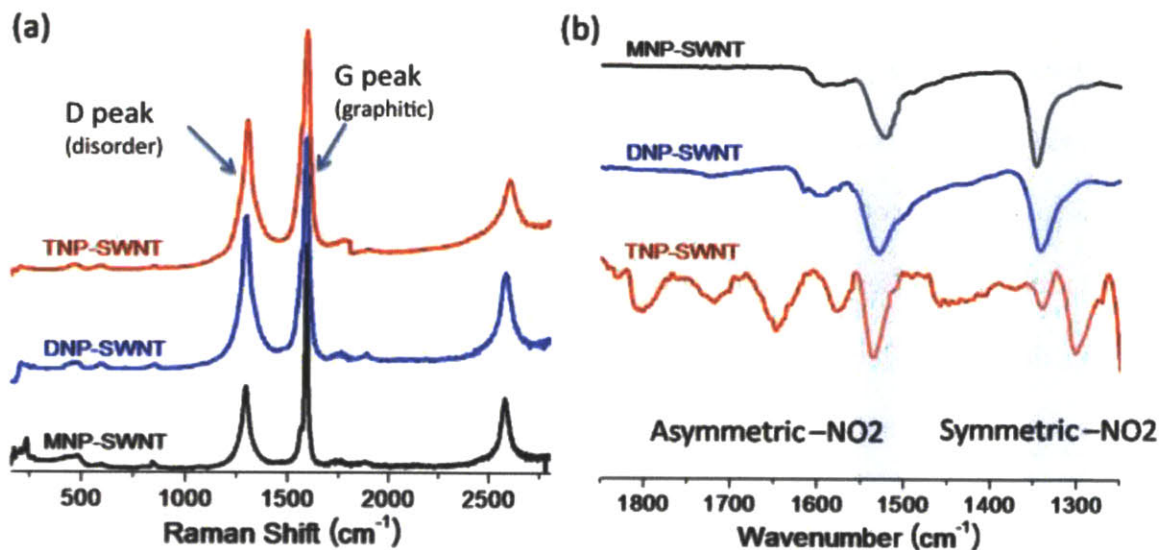 (a)
D peak
(disorder)
G peak
(graphitic)
TNP-SWNT
DNP-SWNT
MNP-SWNT
500
1000
1500
2000
2500
Raman Shift (cm⁻¹)
(b)
MNP-SWNT
DNP-SWNT
TNP-SWNT
Asymmetric–NO2
Symmetric–NO2
1800
1700
1600
1500
1400
1300
Wavenumber (cm⁻¹)